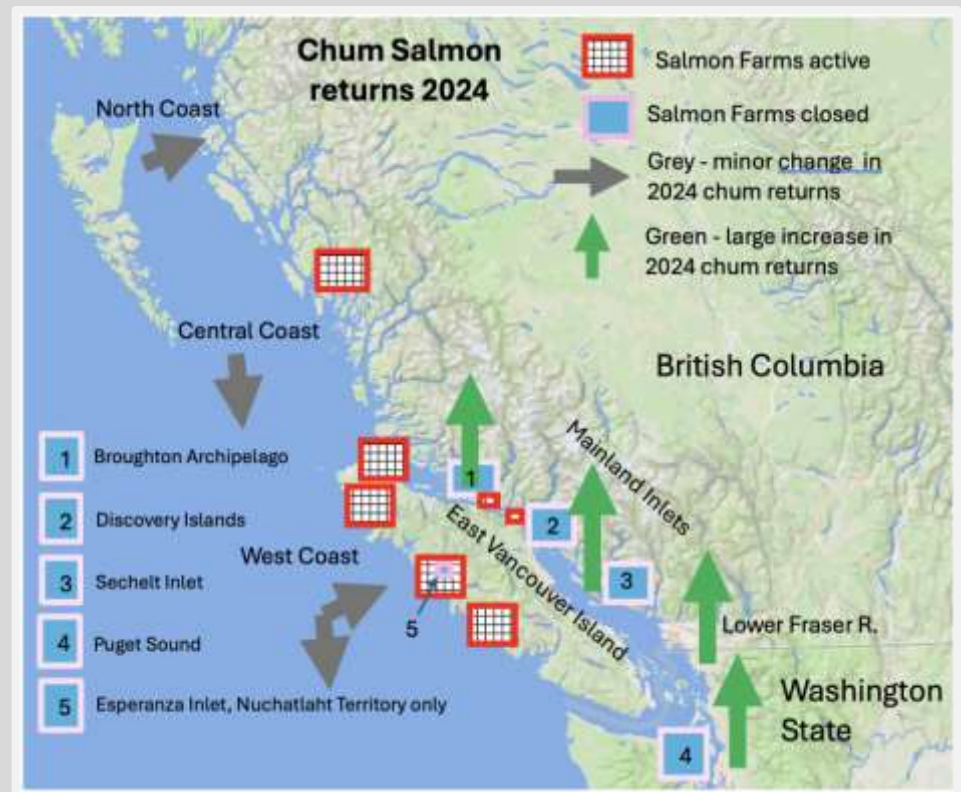 Chum Salmon
returns 2024
Salmon Farms active
Salmon Farms closed
Grey - minor change in
2024 chum returns
Green - large increase in
2024 chum returns
North Coast
Central Coast
British Columbia
1 Broughton Archipelago
2 Discovery Islands
3 Sechelt Inlet
4 Puget Sound
5 Esperanza Inlet, Nuchatlaht Territory only
West Coast
East Vancouver Island
Mainland Inlets
Lower Fraser R.
Washington
State
1
2
3
4
5